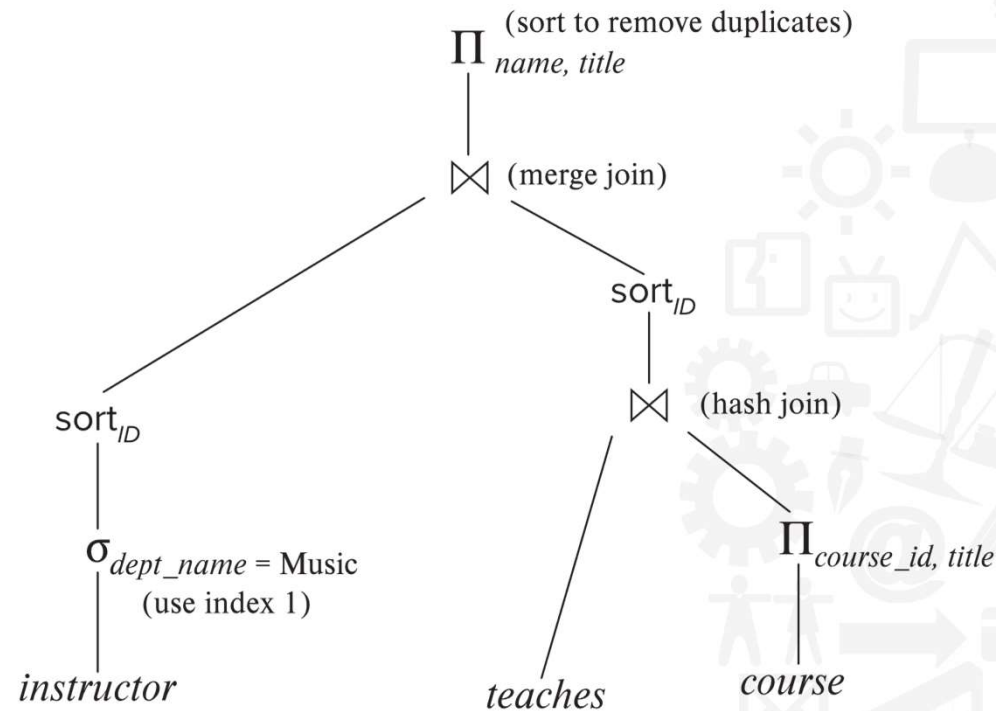 (sort to remove duplicates)
Π name, title
⋈ (merge join)
sort ID
⋈ (hash join)
sort ID
σ dept_name = Music
(use index 1)
Π course_id, title
instructor
teaches
course